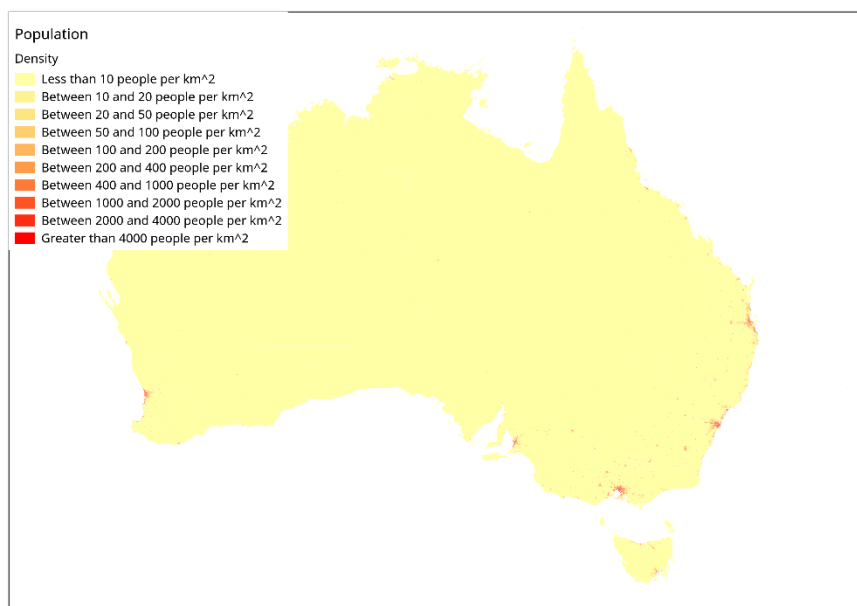 Population
Density
Less than 10 people per km^2
Between 10 and 20 people per km^2
Between 20 and 50 people per km^2
Between 50 and 100 people per km^2
Between 100 and 200 people per km^2
Between 200 and 400 people per km^2
Between 400 and 1000 people per km^2
Between 1000 and 2000 people per km^2
Between 2000 and 4000 people per km^2
Greater than 4000 people per km^2